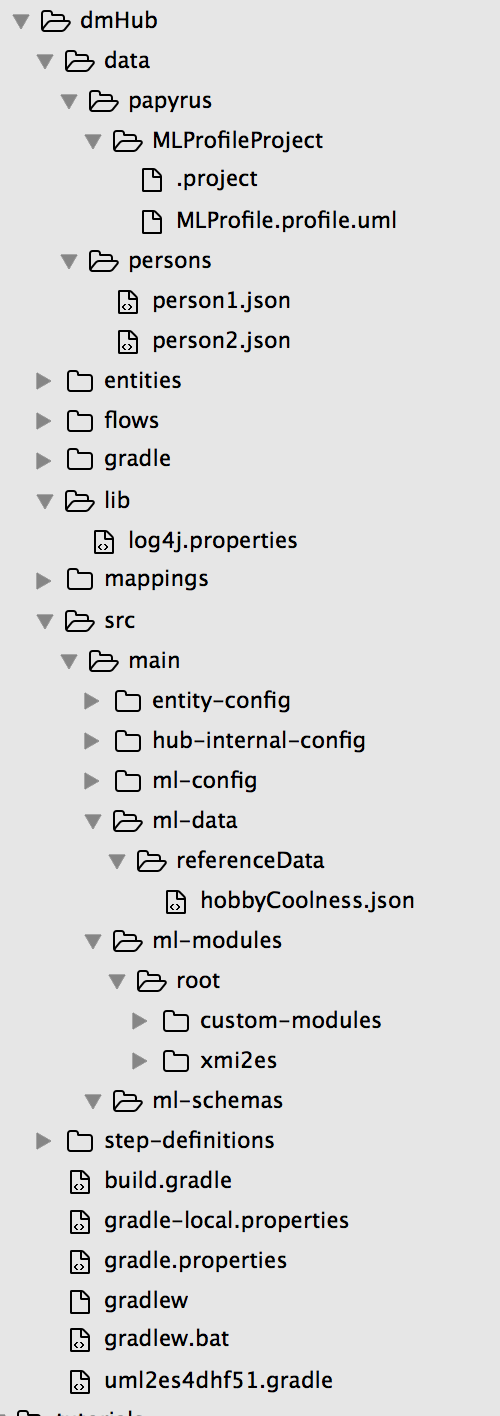 dmHub
data
papyrus
MLProfileProject
.project
MLProfile.profile.uml
persons
person1.json
person2.json
entities
flows
gradle
lib
log4j.properties
mappings
src
main
entity-config
hub-internal-config
ml-config
ml-data
referenceData
hobbyCoolness.json
ml-modules
root
custom-modules
xmi2es
ml-schemas
step-definitions
build.gradle
gradle-local.properties
gradle.properties
gradlew
gradlew.bat
uml2es4dhf51.gradle